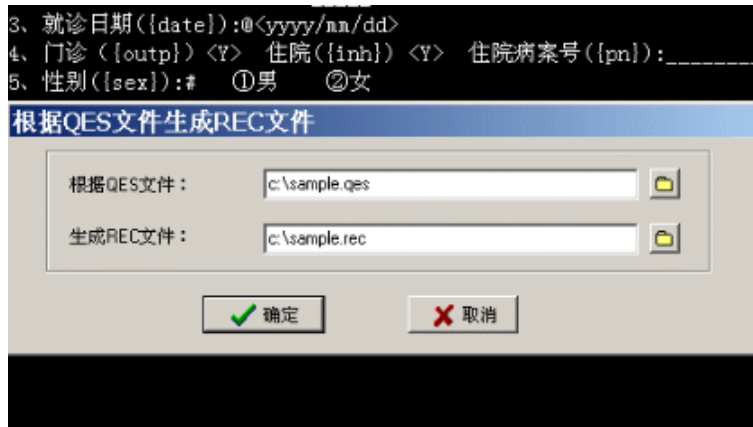 3、就诊日期({date}):@<yyyy/mm/dd>
4、门诊 ({outp}) <Y> 住院({inh}) <Y> 住院病案号({pn}):________
5、性别({sex}):# ①男 ②女
根据QES文件生成REC文件
根据QES文件：
c:\sample.qes
生成REC文件：
c:\sample.rec
确定
取消